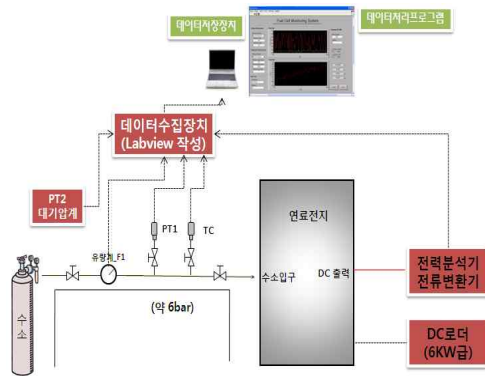 데이터저장장치
데이터처리프로그램
Fuel Cell Monitoring System
데이터수집장치
(Labview 작성)
PT2
대기압계
PT1
TC
유량계_F1
연료전지
수소입구
DC 출력
전력분석기
전류변환기
수소
(약 6bar)
DC로더
(6KW급)